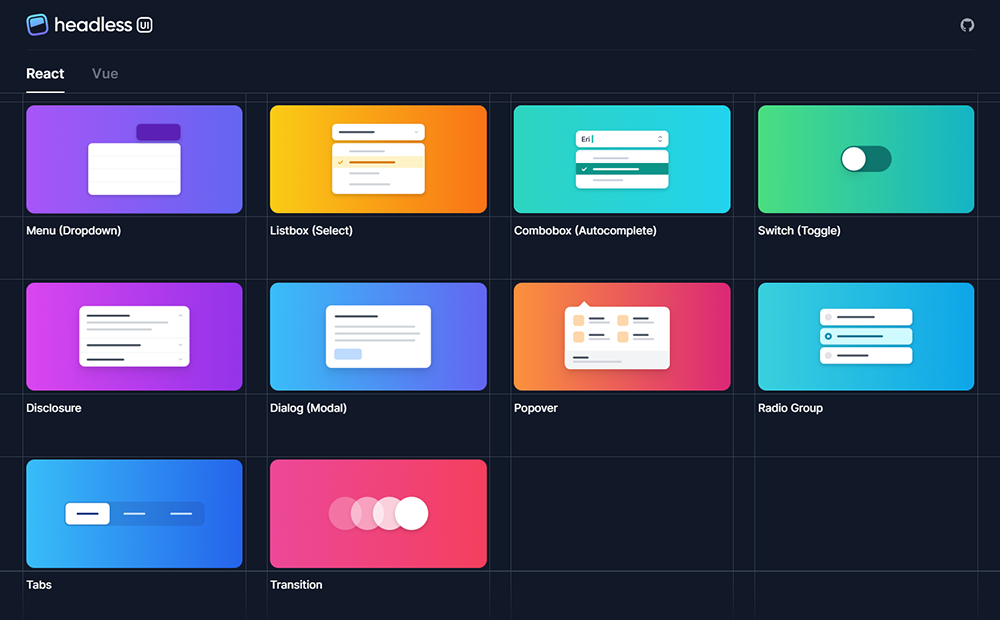 headless UI
React
Vue
Eri
Menu (Dropdown)
Listbox (Select)
Combobox (Autocomplete)
Switch (Toggle)
Disclosure
Dialog (Modal)
Popover
Radio Group
Tabs
Transition